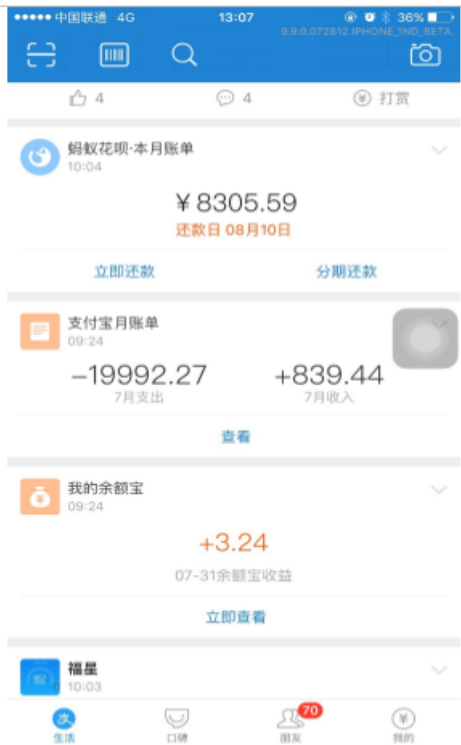 中国联通 4G 13:07 36%
9.9.0.072812.IPHONE_1ND_BETA.
4 4 打赏
蚂蚁花呗·本月账单
10:04
¥ 8305.59
还款日 08月10日
立即还款 分期还款
支付宝月账单
09:24
-19992.27 +839.44
7月支出 7月收入
查看
我的余额宝
09:24
+3.24
07-31余额宝收益
立即查看
福星
10:03
70
生活 口碑 朋友 我的